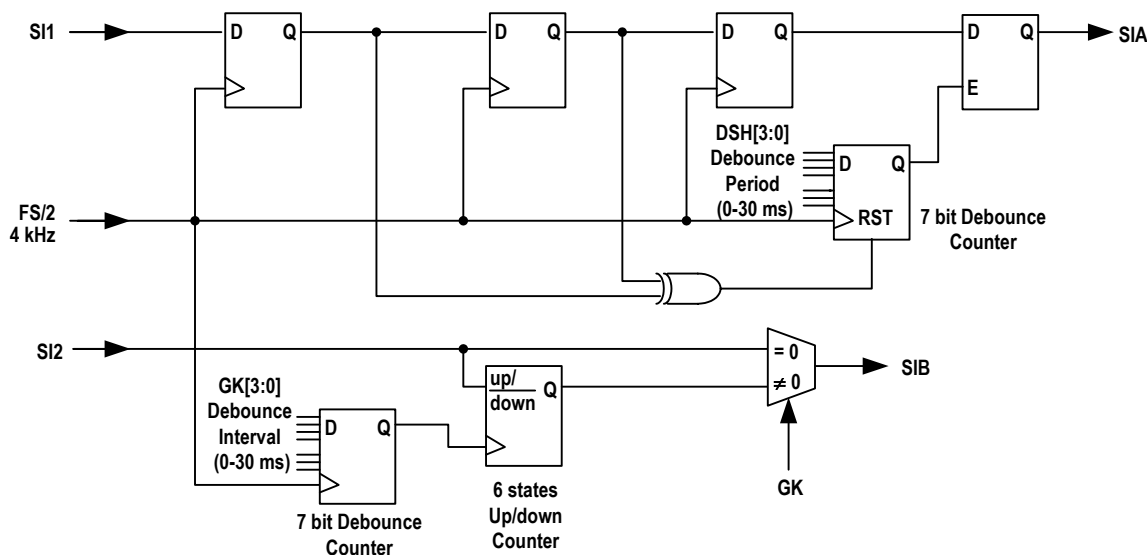 SI1
D Q
D Q
D Q
D Q
E
SIA
DSH[3:0]
Debounce
Period
(0-30 ms)
D Q
RST
7 bit Debounce
Counter
FS/2
4 kHz
SI2
= 0
≠ 0
SIB
GK
GK[3:0]
Debounce
Interval
(0-30 ms)
D Q
7 bit Debounce
Counter
up/
down
Q
6 states
Up/down
Counter